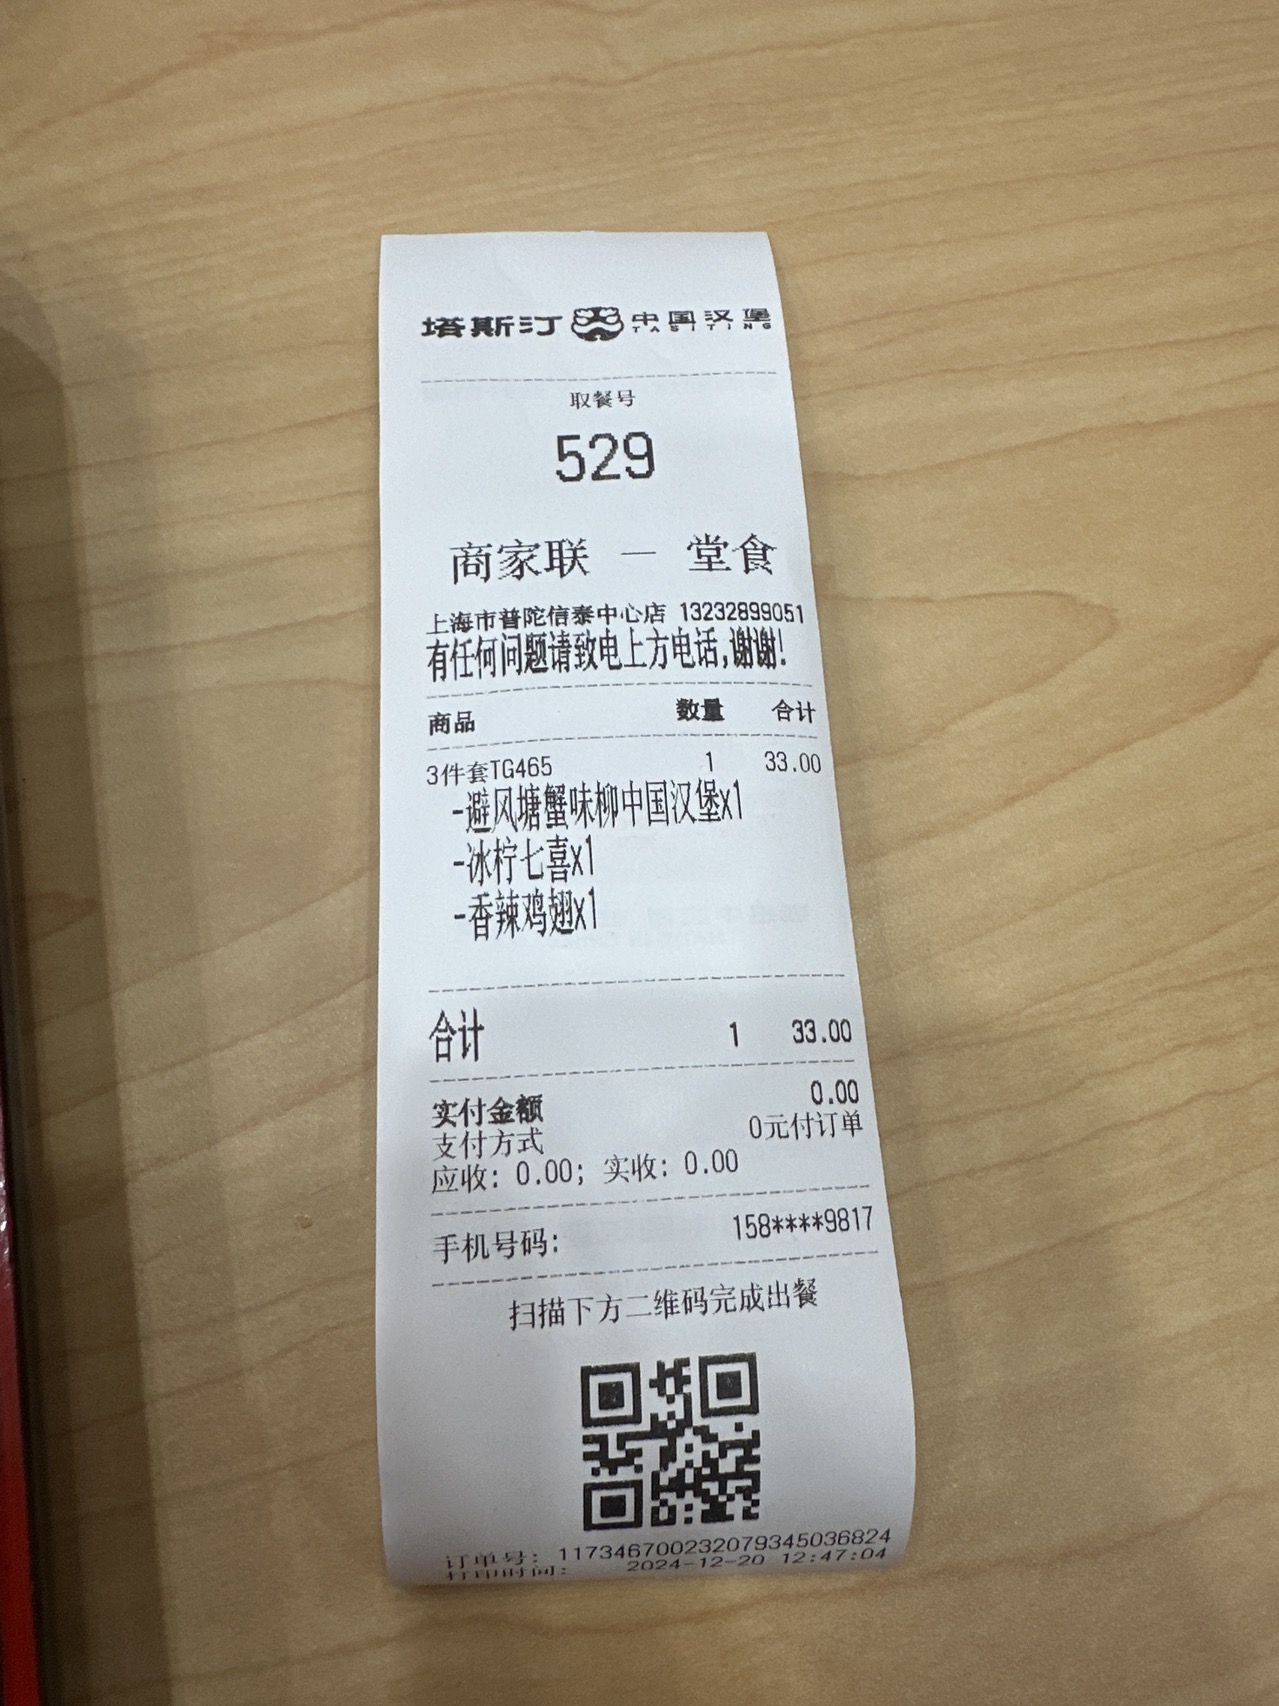 塔斯汀 中国汉堡
TASITING
取餐号
529
商家联 — 堂食
上海市普陀信泰中心店 13232899051
有任何问题请致电上方电话,谢谢!
商品 数量 合计
3件套TG465 1 33.00
-避风塘蟹味柳中国汉堡x1
-冰柠七喜x1
-香辣鸡翅x1
合计 1 33.00
实付金额 0.00
支付方式 0元付订单
应收: 0.00; 实收: 0.00
手机号码: 158****9817
扫描下方二维码完成出餐
订单号: 117346700232079345036824
打印时间: 2024-12-20 12:47:04